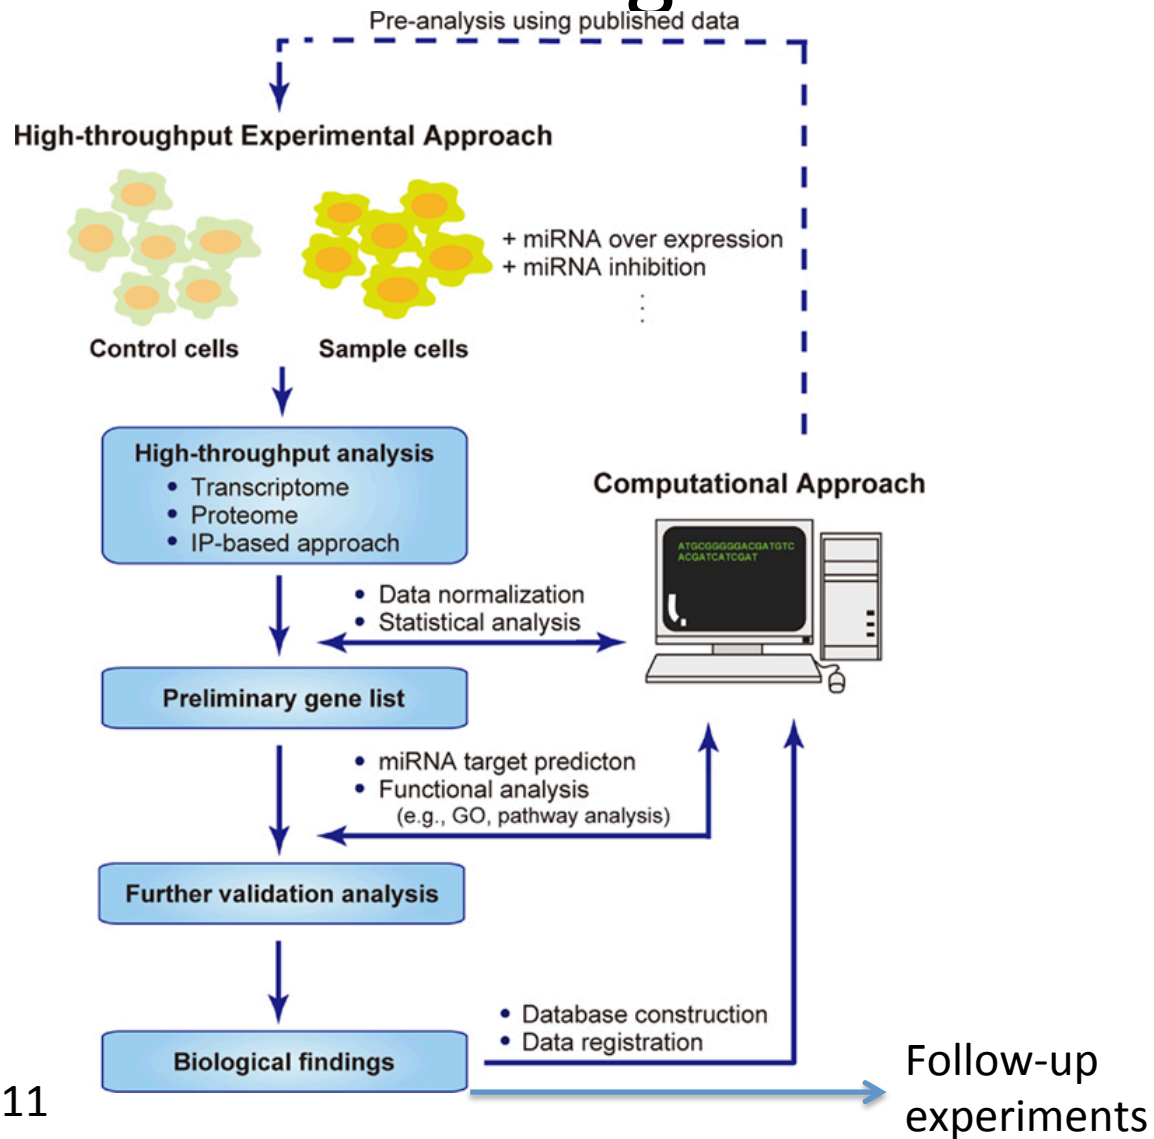 g
Pre-analysis using published data
High-throughput Experimental Approach
+ miRNA over expression
+ miRNA inhibition
Control cells
Sample cells
High-throughput analysis
• Transcriptome
• Proteome
• IP-based approach
Computational Approach
ATGCGGGGGACGATGTC
ACGATCATCGAT
• Data normalization
• Statistical analysis
Preliminary gene list
• miRNA target predicton
• Functional analysis
(e.g., GO, pathway analysis)
Further validation analysis
• Database construction
• Data registration
Biological findings
Follow-up
experiments
11